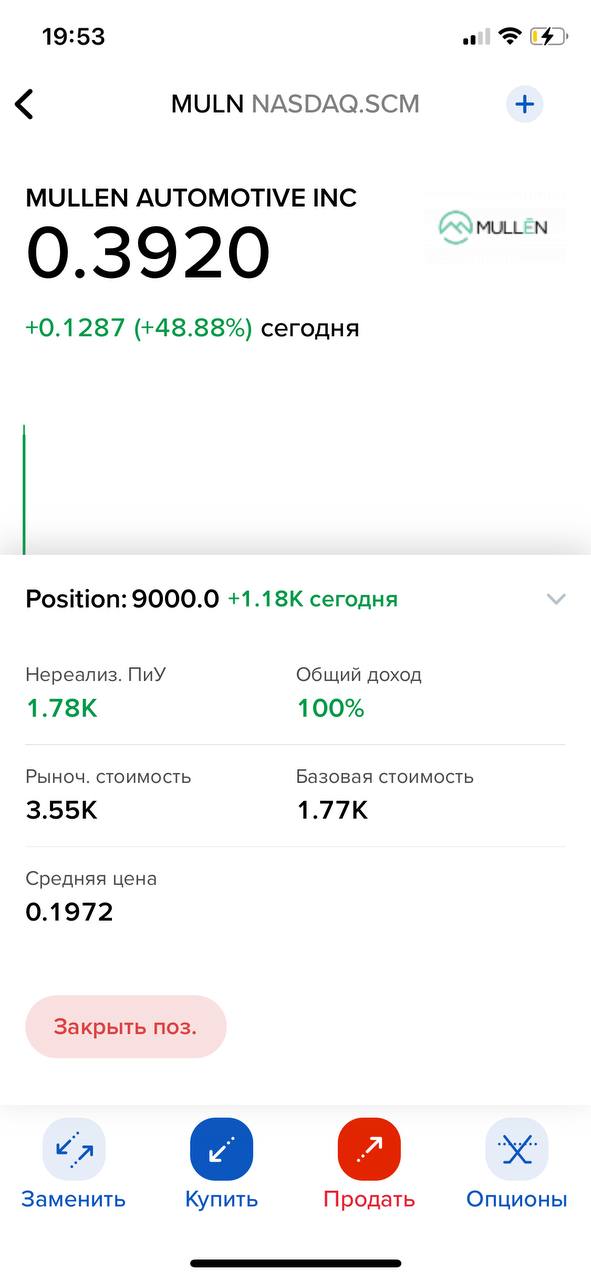 19:53
MULN NASDAQ.SCM
MULLEN AUTOMOTIVE INC
0.3920
MULLĒN
+0.1287 (+48.88%) сегодня
Position: 9000.0 +1.18K сегодня
Нереализ. ПиУ Общий доход
1.78K 100%
Рыноч. стоимость Базовая стоимость
3.55K 1.77K
Средняя цена
0.1972
Закрыть поз.
Заменить Купить Продать Опционы